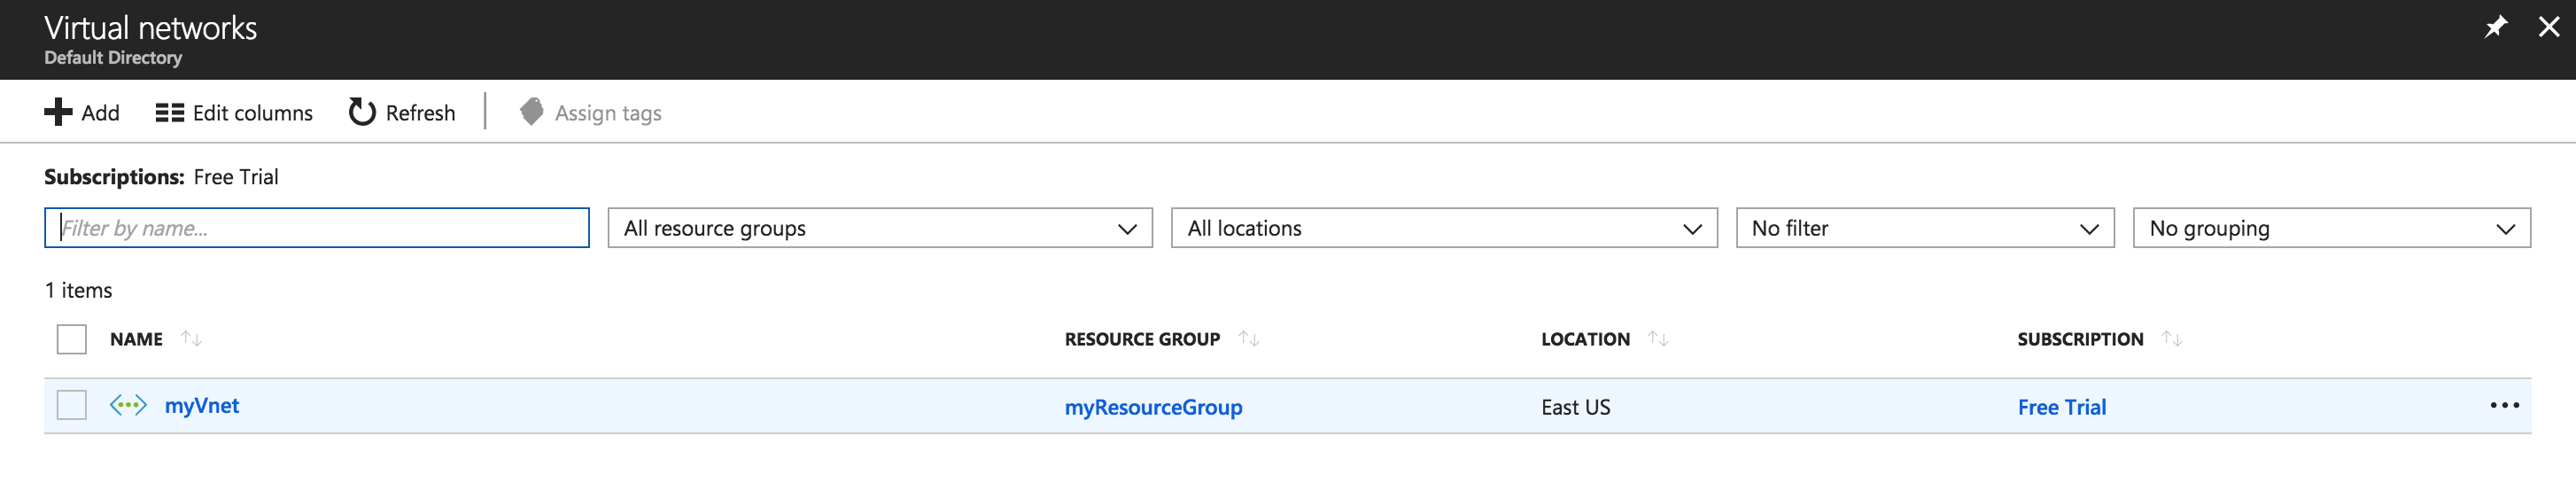 Virtual networks
Default Directory
Add Edit columns Refresh Assign tags
Subscriptions: Free Trial
Filter by name... All resource groups All locations No filter No grouping
1 items
NAME RESOURCE GROUP LOCATION SUBSCRIPTION
myVnet myResourceGroup East US Free Trial